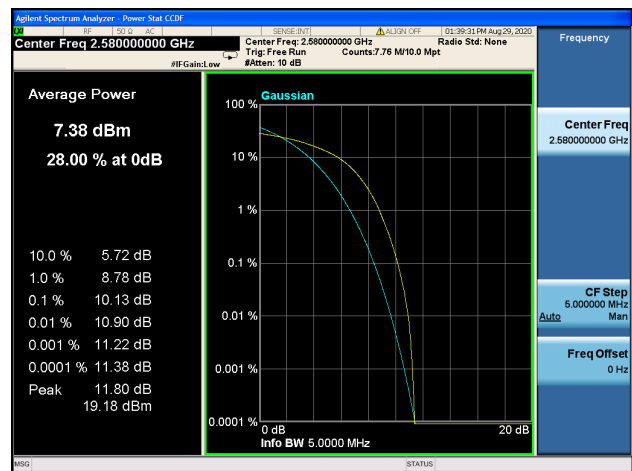 Agilent Spectrum Analyzer - Power Stat CCDF
RF 50 Ω AC SENSE:INT ALIGN OFF 01:39:31 PM Aug 29, 2020
Center Freq 2.580000000 GHz
Center Freq: 2.580000000 GHz Radio Std: None
Trig: Free Run Counts:7.76 M/10.0 Mpt
#IFGain:Low #Atten: 10 dB
Frequency
Average Power
7.38 dBm
28.00 % at 0dB
10.0 % 5.72 dB
1.0 % 8.78 dB
0.1 % 10.13 dB
0.01 % 10.90 dB
0.001 % 11.22 dB
0.0001 % 11.38 dB
Peak 11.80 dB
19.18 dBm
Gaussian
100 %
10 %
1 %
0.1 %
0.01 %
0.001 %
0.0001 %
0 dB 20 dB
Info BW 5.0000 MHz
Center Freq
2.580000000 GHz
CF Step
5.000000 MHz
Auto Man
Freq Offset
0 Hz
MSG STATUS